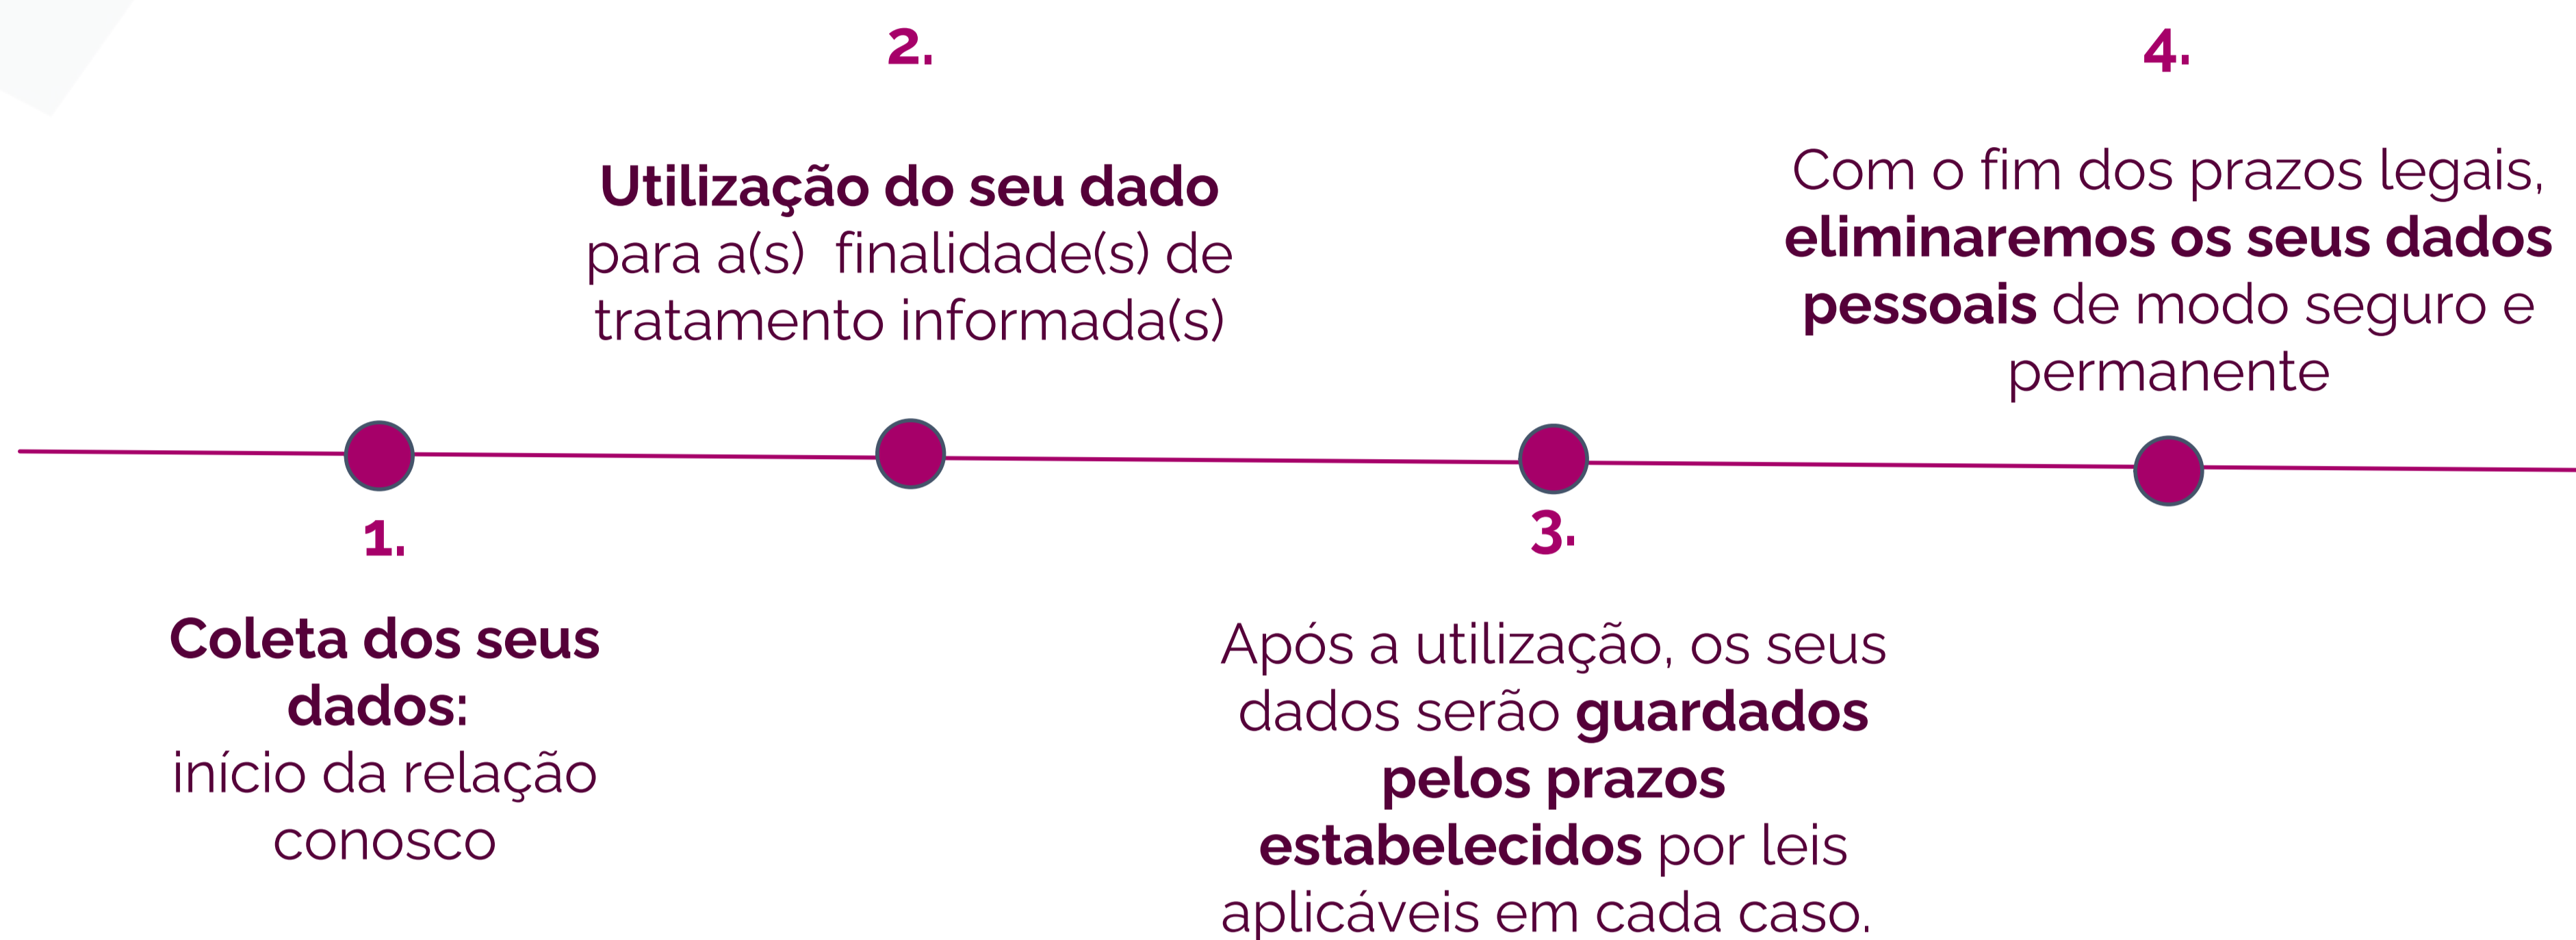 1.
Coleta dos seus
dados:
início da relação
conosco
2.
Utilização do seu dado
para a(s) finalidade(s) de
tratamento informada(s)
3.
Após a utilização, os seus
dados serão guardados
pelos prazos
estabelecidos por leis
aplicáveis em cada caso.
4.
Com o fim dos prazos legais,
eliminaremos os seus dados
pessoais de modo seguro e
permanente